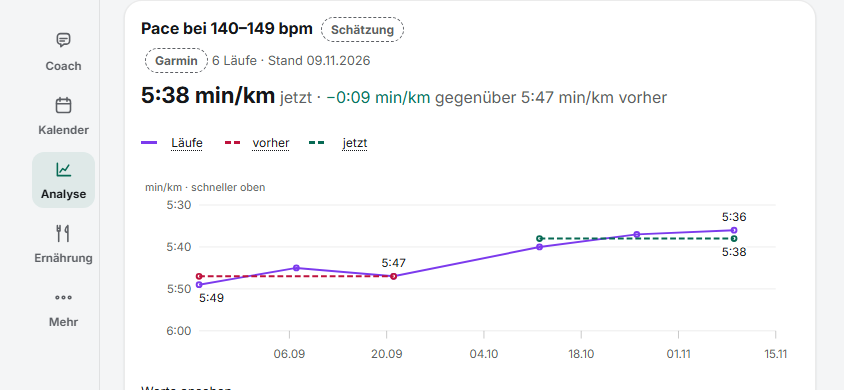 Coach
Kalender
Analyse
Ernährung
Mehr
Pace bei 140–149 bpm Schätzung
Garmin 6 Läufe · Stand 09.11.2026
5:38 min/km jetzt · −0:09 min/km gegenüber 5:47 min/km vorher
Läufe vorher jetzt
min/km · schneller oben
5:30
5:40
5:50
6:00
5:49
5:47
5:36
5:38
06.09 20.09 04.10 18.10 01.11 15.11